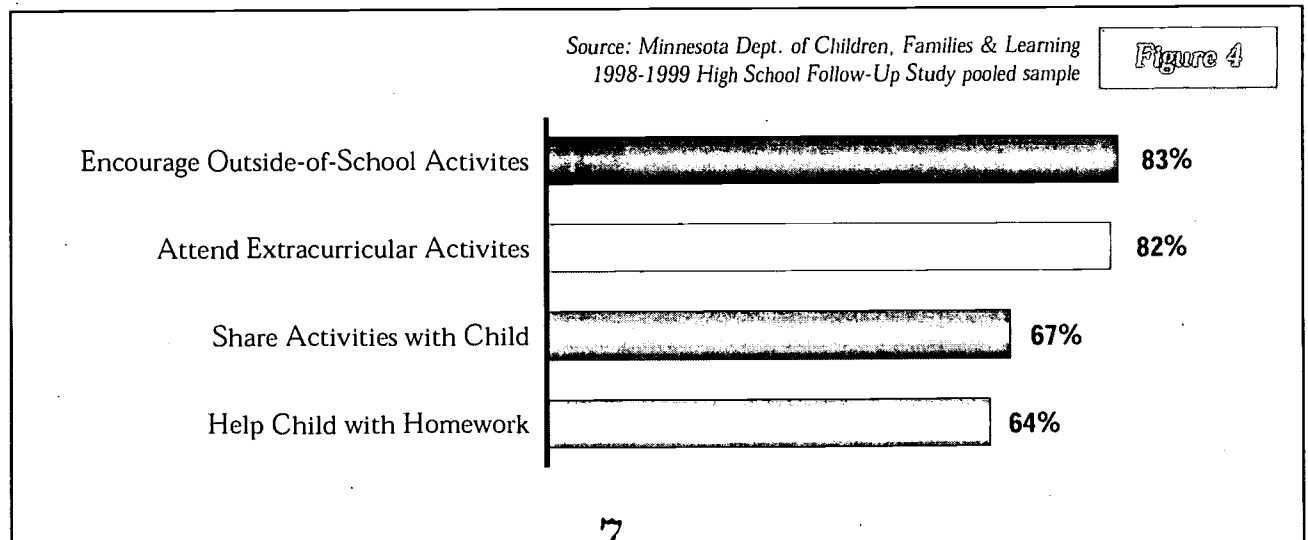 Source: Minnesota Dept. of Children, Families & Learning
1998-1999 High School Follow-Up Study pooled sample
Figure 4
Encourage Outside-of-School Activites
83%
Attend Extracurricular Activites
82%
Share Activities with Child
67%
Help Child with Homework
64%
7